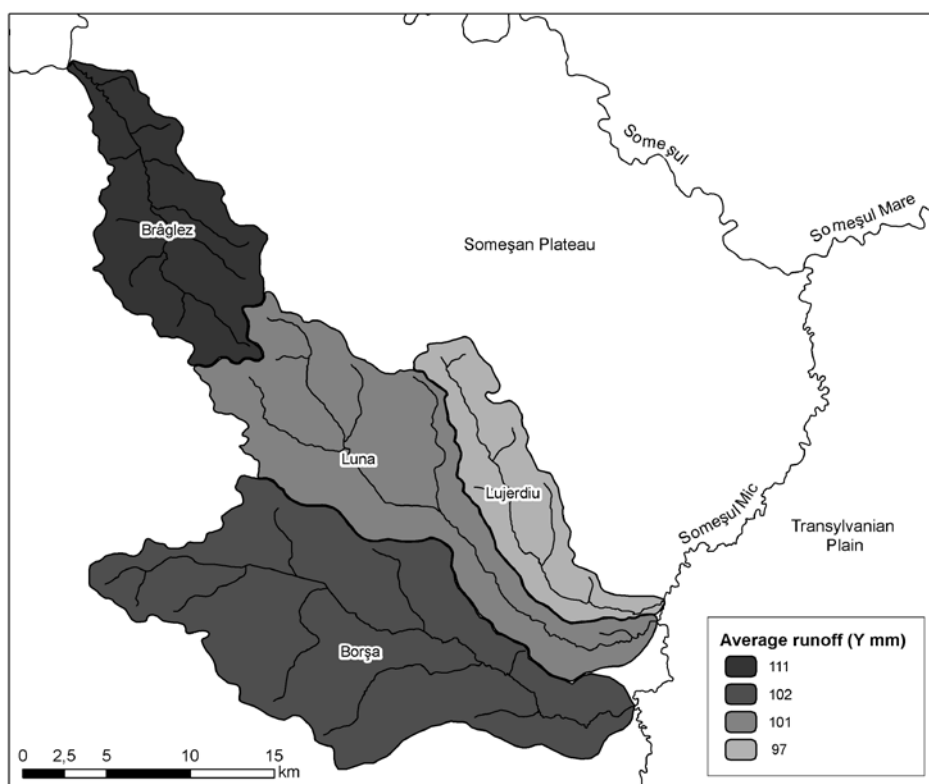 Someşul
Someşul Mare
Brâglez
Someşan Plateau
Luna
Lujerdiu
Someşul Mic
Transylvanian
Plain
Borşa
Average runoff (Y mm)
111
102
101
97
0 2,5 5 10 15
km